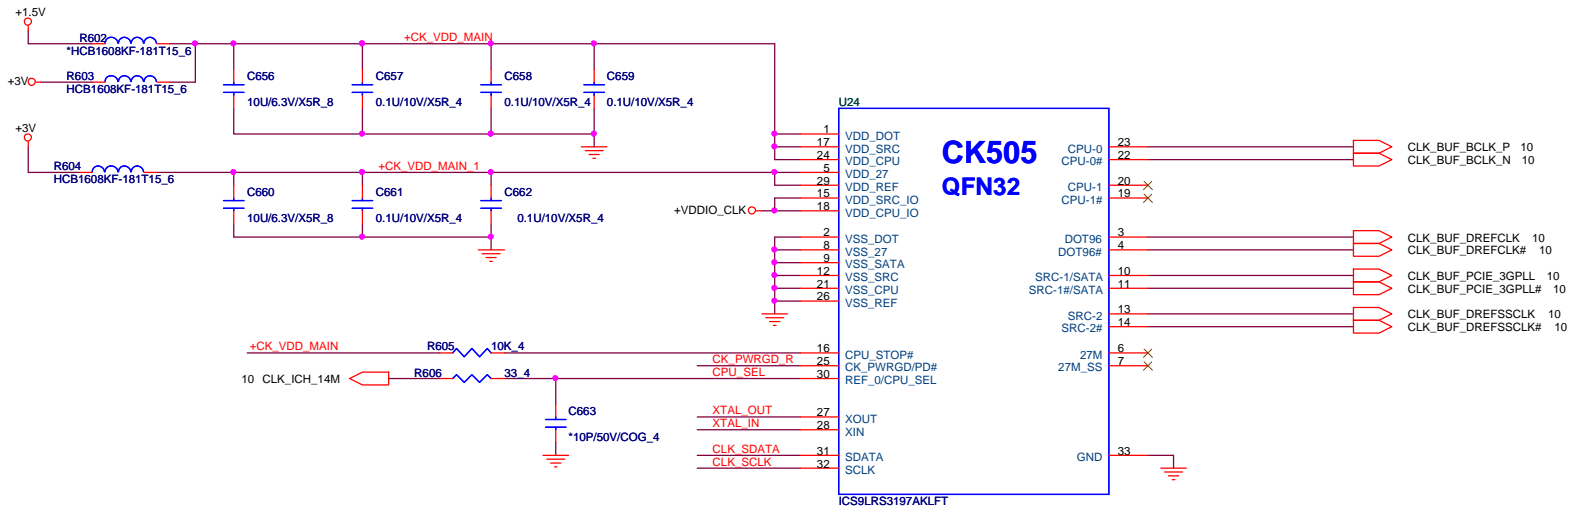 +1.5V
R602
*HCB1608KF-181T15_6
+3V
R603
HCB1608KF-181T15_6
+CK_VDD_MAIN
C656
10U/6.3V/X5R_8
C657
0.1U/10V/X5R_4
C658
0.1U/10V/X5R_4
C659
0.1U/10V/X5R_4
+3V
R604
HCB1608KF-181T15_6
+CK_VDD_MAIN_1
C660
10U/6.3V/X5R_8
C661
0.1U/10V/X5R_4
C662
0.1U/10V/X5R_4
+VDDIO_CLK
+CK_VDD_MAIN
R605
10K_4
10 CLK_ICH_14M
R606
33_4
C663
*10P/50V/COG_4
CK_PWRGD_R
CPU_SEL
XTAL_OUT
XTAL_IN
CLK_SDATA
CLK_SCLK
U24
CK505
QFN32
1 VDD_DOT
17 VDD_SRC
24 VDD_CPU
5 VDD_27
29 VDD_REF
15 VDD_SRC_IO
18 VDD_CPU_IO
2 VSS_DOT
8 VSS_27
9 VSS_SATA
12 VSS_SRC
21 VSS_CPU
26 VSS_REF
16 CPU_STOP#
25 CK_PWRGD/PD#
30 REF_0/CPU_SEL
27 XOUT
28 XIN
31 SDATA
32 SCLK
CPU-0 23 CLK_BUF_BCLK_P 10
CPU-0# 22 CLK_BUF_BCLK_N 10
CPU-1 20
CPU-1# 19
DOT96 3 CLK_BUF_DREFCLK 10
DOT96# 4 CLK_BUF_DREFCLK# 10
SRC-1/SATA 10 CLK_BUF_PCIE_3GPLL 10
SRC-1#/SATA 11 CLK_BUF_PCIE_3GPLL# 10
SRC-2 13 CLK_BUF_DREFSSCLK 10
SRC-2# 14 CLK_BUF_DREFSSCLK# 10
27M 6
27M_SS 7
GND 33
ICS9LRS3197AKLFT